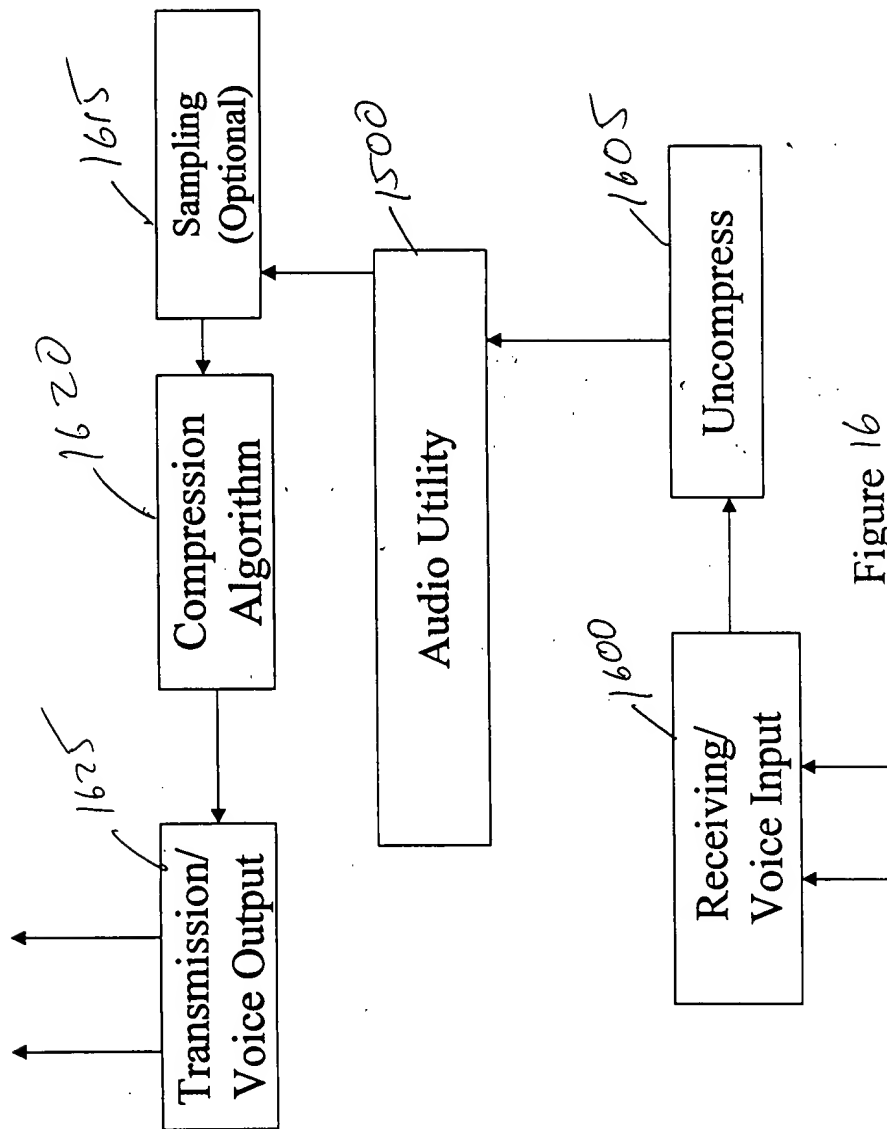 1615
Sampling
(Optional)
1620
Compression
Algorithm
1625
Transmission/
Voice Output
1500
Audio Utility
1605
Uncompress
1600
Receiving/
Voice Input
Figure 16